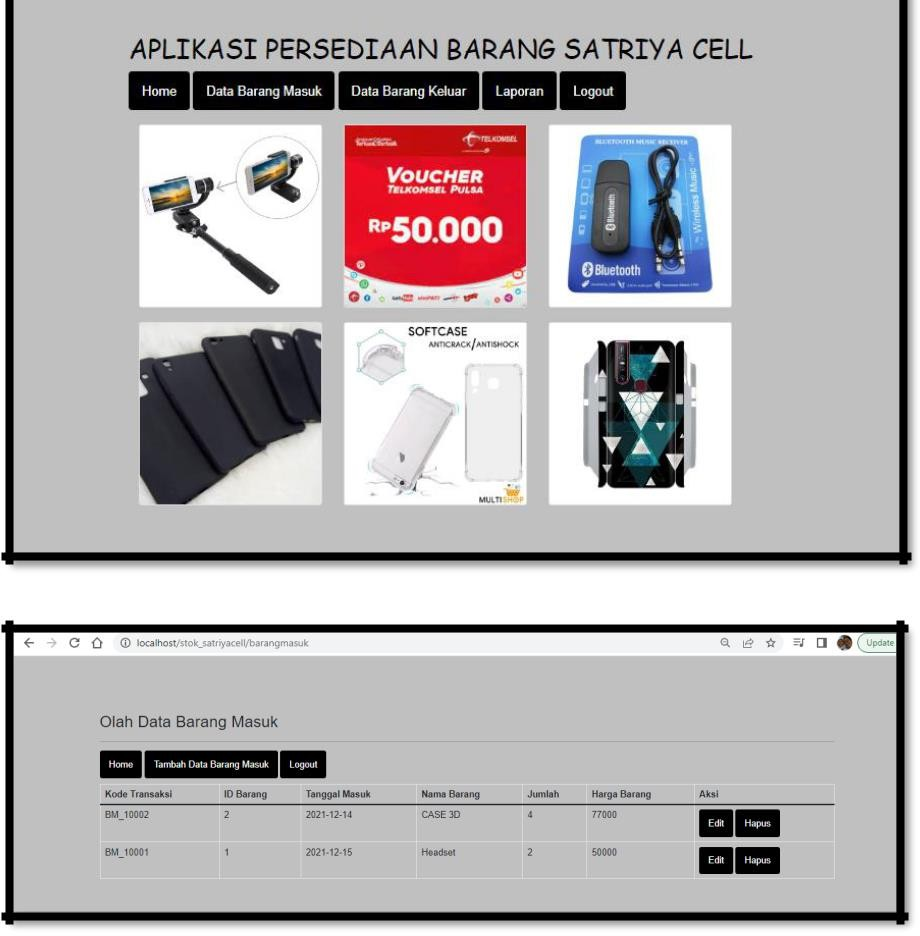 APLIKASI PERSEDIAAN BARANG SATRIYA CELL
Home Data Barang Masuk Data Barang Keluar Laporan Logout
TELKOMSEL
VOUCHER
TELKOMSEL PULSA
RP50.000
BLUETOOTH MUSIC RECEIVER
Wireless Music
Bluetooth
Bluetooth
SOFTCASE
ANTICRACK/ANTISHOCK
MULTISHOP
localhost/stok_satriyacell/barangmasuk
Update
Olah Data Barang Masuk
Home Tambah Data Barang Masuk Logout
Kode Transaksi ID Barang Tanggal Masuk Nama Barang Jumlah Harga Barang Aksi
BM_10002 2 2021-12-14 CASE 3D 4 77000 Edit Hapus
BM_10001 1 2021-12-15 Headset 2 50000 Edit Hapus